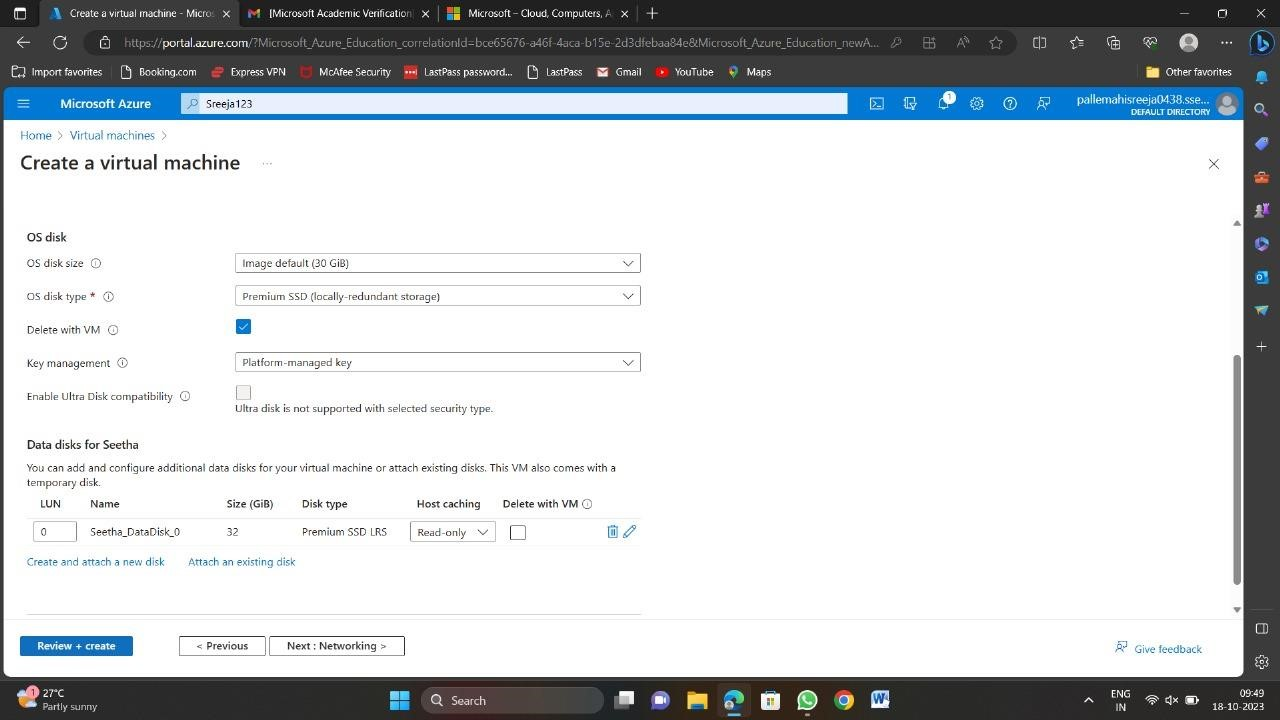 Create a virtual machine - Micros
[Microsoft Academic Verification]
Microsoft – Cloud, Computers, A
https://portal.azure.com/?Microsoft_Azure_Education_correlationId=bce65676-a46f-4aca-b15e-2d3dfebaa84e&Microsoft_Azure_Education_newA...
Import favorites
Booking.com
Express VPN
McAfee Security
LastPass password...
LastPass
Gmail
YouTube
Maps
Other favorites
Microsoft Azure
Sreeja123
1
pallemahisreeja0438.sse...
DEFAULT DIRECTORY
Home > Virtual machines >
Create a virtual machine ...
OS disk
OS disk size Image default (30 GiB)
OS disk type * Premium SSD (locally-redundant storage)
Delete with VM
Key management Platform-managed key
Enable Ultra Disk compatibility
Ultra disk is not supported with selected security type.
Data disks for Seetha
You can add and configure additional data disks for your virtual machine or attach existing disks. This VM also comes with a
temporary disk.
LUN Name Size (GiB) Disk type Host caching Delete with VM
0 Seetha_DataDisk_0 32 Premium SSD LRS Read-only
Create and attach a new disk Attach an existing disk
Review + create < Previous Next : Networking >
Give feedback
1
27°C
Partly sunny
Search
ENG
IN
09:49
18-10-2023